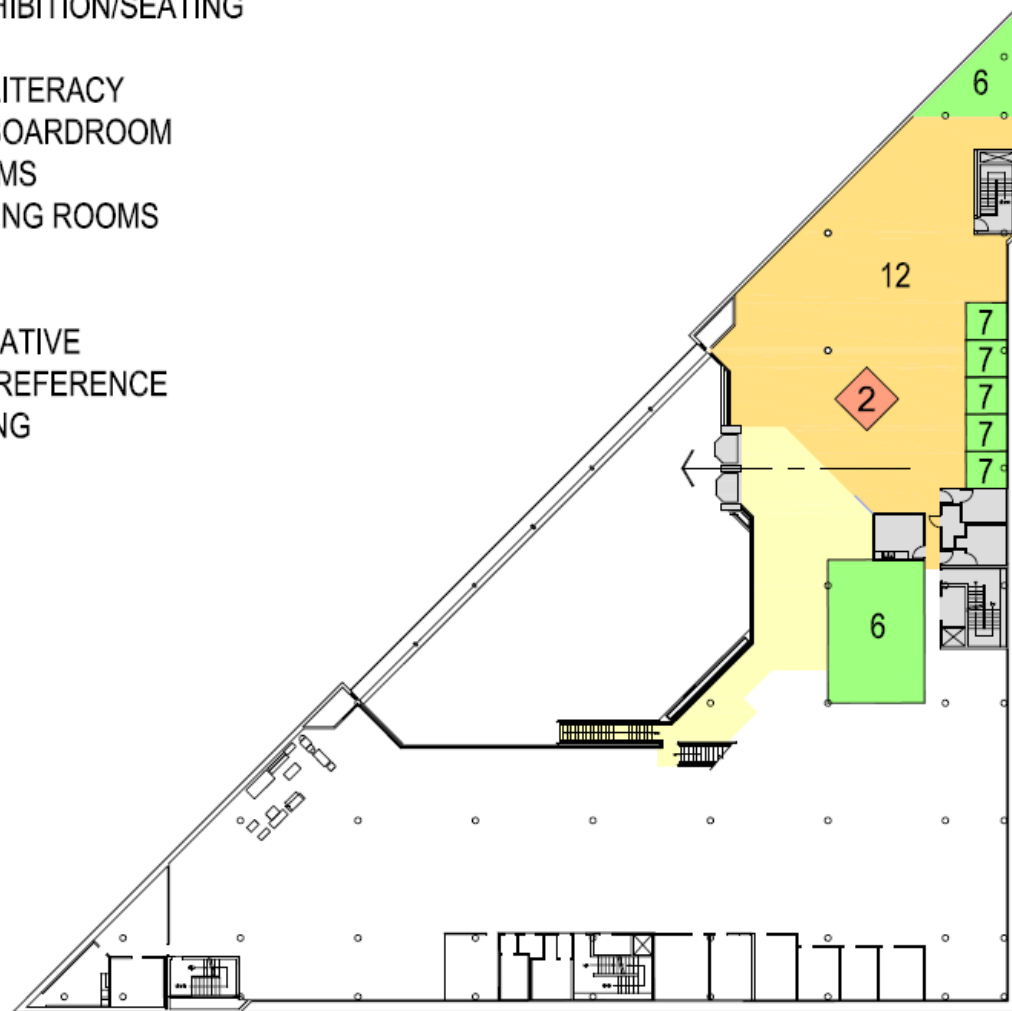 HIBITION/SEATING
LITERACY
BOARDROOM
MS
NG ROOMS
ATIVE
REFERENCE
NG
6
12
7
7
2
7
7
7
6